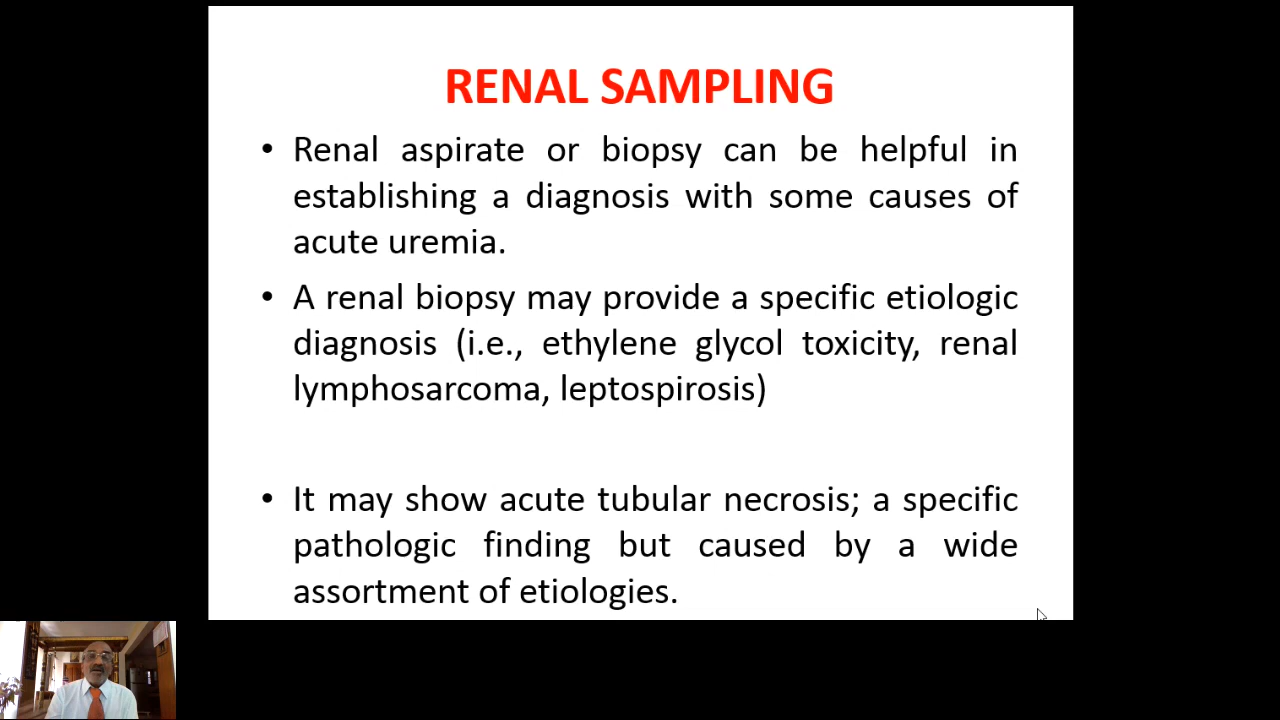 RENAL SAMPLING
• Renal aspirate or biopsy can be helpful in
establishing a diagnosis with some causes of
acute uremia.
• A renal biopsy may provide a specific etiologic
diagnosis (i.e., ethylene glycol toxicity, renal
lymphosarcoma, leptospirosis)
• It may show acute tubular necrosis; a specific
pathologic finding but caused by a wide
assortment of etiologies.